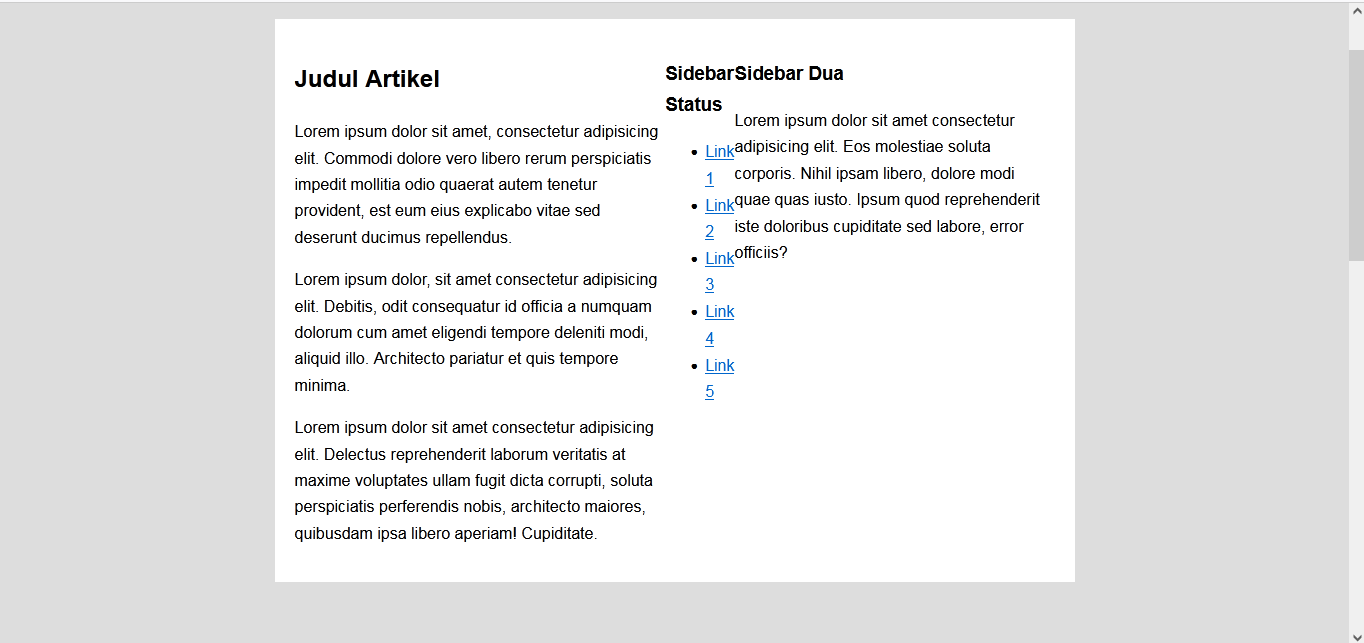 Judul Artikel
Lorem ipsum dolor sit amet, consectetur adipisicing
elit. Commodi dolore vero libero rerum perspiciatis
impedit mollitia odio quaerat autem tenetur
provident, est eum eius explicabo vitae sed
deserunt ducimus repellendus.
Lorem ipsum dolor, sit amet consectetur adipisicing
elit. Debitis, odit consequatur id officia a numquam
dolorum cum amet eligendi tempore deleniti modi,
aliquid illo. Architecto pariatur et quis tempore
minima.
Lorem ipsum dolor sit amet consectetur adipisicing
elit. Delectus reprehenderit laborum veritatis at
maxime voluptates ullam fugit dicta corrupti, soluta
perspiciatis perferendis nobis, architecto maiores,
quibusdam ipsa libero aperiam! Cupiditate.
Sidebar
Status
Link
1
Link
2
Link
3
Link
4
Link
5
Sidebar Dua
Lorem ipsum dolor sit amet consectetur
adipisicing elit. Eos molestiae soluta
corporis. Nihil ipsam libero, dolore modi
quae quas iusto. Ipsum quod reprehenderit
iste doloribus cupiditate sed labore, error
officiis?